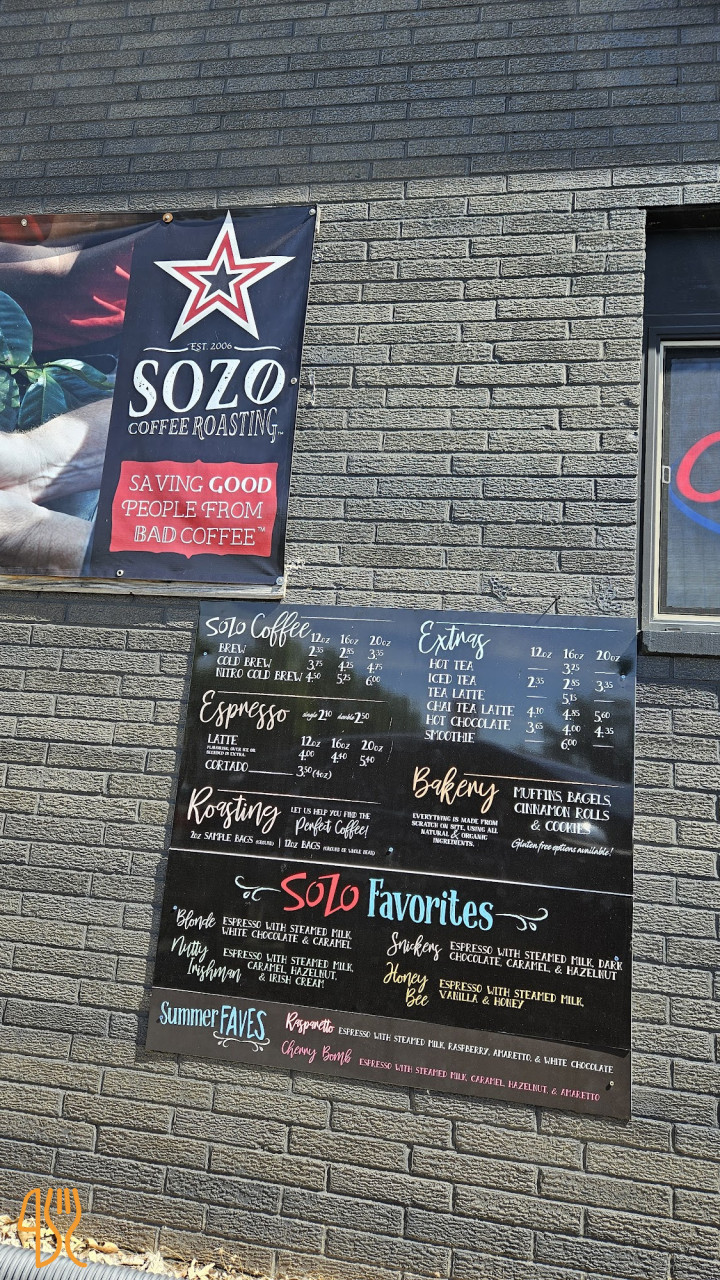 EST. 2006
SOZO
COFFEE ROASTING™
SAVING GOOD
PEOPLE FROM
BAD COFFEE™
SoZo Coffee 12oz 16oz 20oz
BREW 2.35 2.85 3.35
COLD BREW 3.75 4.25 4.75
NITRO COLD BREW 4.50 5.25 6.00
Espresso single 2.10 double 2.50
LATTE 12oz 16oz 20oz
4.00 4.40 5.40
CORTADO 3.50 (4oz)
Roasting LET US HELP YOU FIND THE
Perfect Coffee!
2oz SAMPLE BAGS (GROUND) | 12oz BAGS (GROUND OR WHOLE BEAN)
Extras 12oz 16oz 20oz
HOT TEA — 3.25 —
ICED TEA 2.35 2.85 3.35
TEA LATTE — 5.15 —
CHAI TEA LATTE 4.10 4.85 5.60
HOT CHOCOLATE 3.65 4.00 4.35
SMOOTHIE — 6.00 —
Bakery
EVERYTHING IS MADE FROM
SCRATCH ON SITE, USING ALL
NATURAL & ORGANIC
INGREDIENTS.
MUFFINS, BAGELS,
CINNAMON ROLLS
& COOKIES
Gluten free options available!
SoZo Favorites
Blonde ESPRESSO WITH STEAMED MILK,
WHITE CHOCOLATE & CARAMEL
Nutty
Irishman ESPRESSO WITH STEAMED MILK,
CARAMEL, HAZELNUT,
& IRISH CREAM
Snickers ESPRESSO WITH STEAMED MILK, DARK
CHOCOLATE, CARAMEL, & HAZELNUT
Honey
Bee ESPRESSO WITH STEAMED MILK,
VANILLA & HONEY
Summer FAVES
Raspanetto ESPRESSO WITH STEAMED MILK, RASPBERRY, AMARETTO, & WHITE CHOCOLATE
Cherry Bomb ESPRESSO WITH STEAMED MILK, CARAMEL, HAZELNUT, & AMARETTO